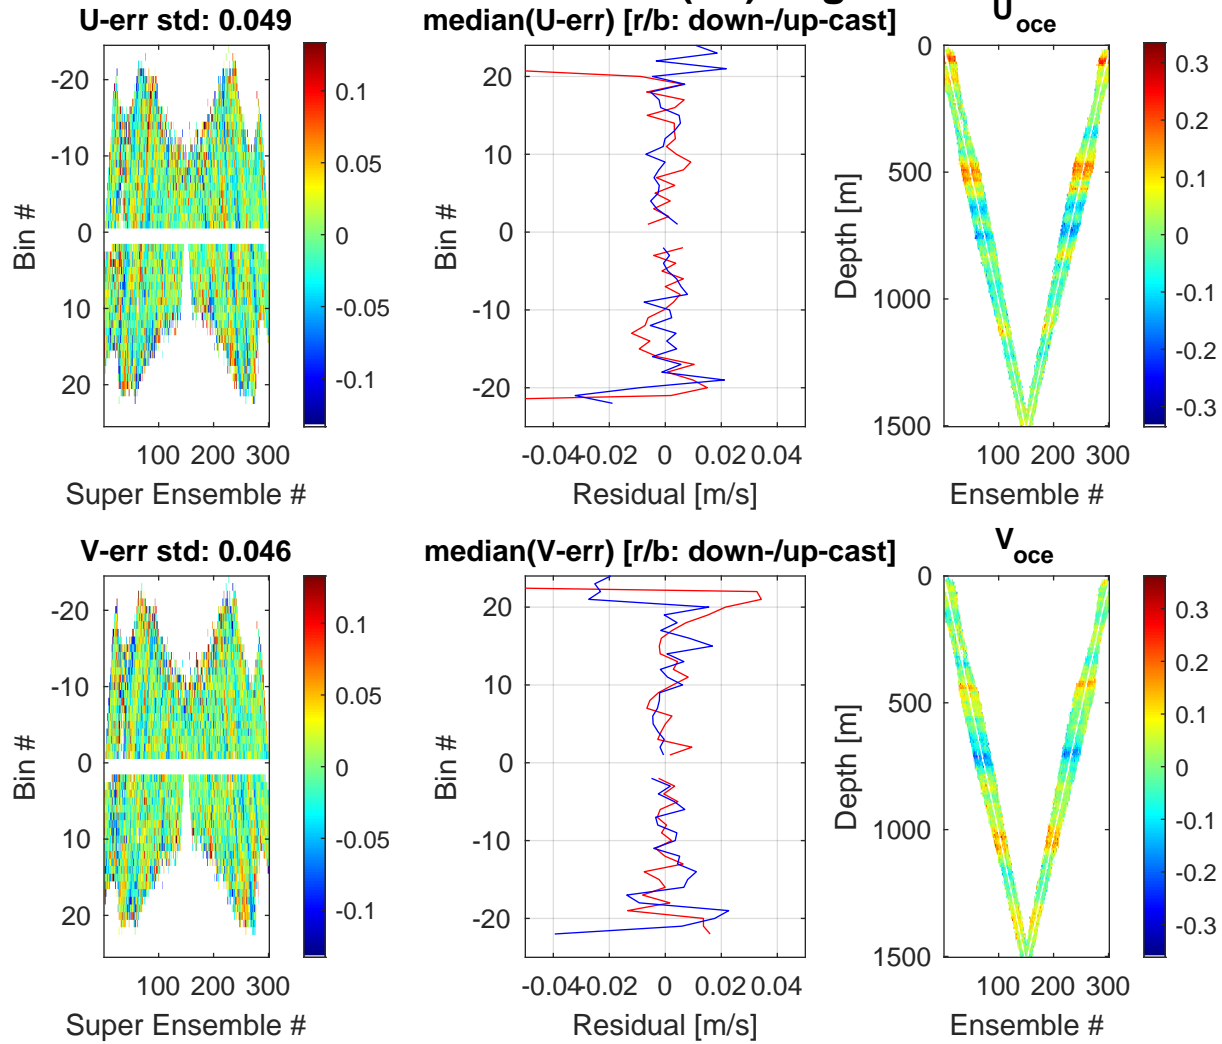 U-err std: 0.049
median(U-err) [r/b: down-/up-cast]
U oce
-20
-10
0
10
20
Bin #
100 200 300
Super Ensemble #
0.1
0.05
0
-0.05
-0.1
20
10
0
-10
-20
Bin #
-0.04 -0.02 0 0.02 0.04
Residual [m/s]
0
500
1000
1500
Depth [m]
100 200 300
Ensemble #
0.3
0.2
0.1
0
-0.1
-0.2
-0.3
V-err std: 0.046
median(V-err) [r/b: down-/up-cast]
V oce
-20
-10
0
10
20
Bin #
100 200 300
Super Ensemble #
0.1
0.05
0
-0.05
-0.1
20
10
0
-10
-20
Bin #
-0.04 -0.02 0 0.02 0.04
Residual [m/s]
0
500
1000
1500
Depth [m]
100 200 300
Ensemble #
0.3
0.2
0.1
0
-0.1
-0.2
-0.3